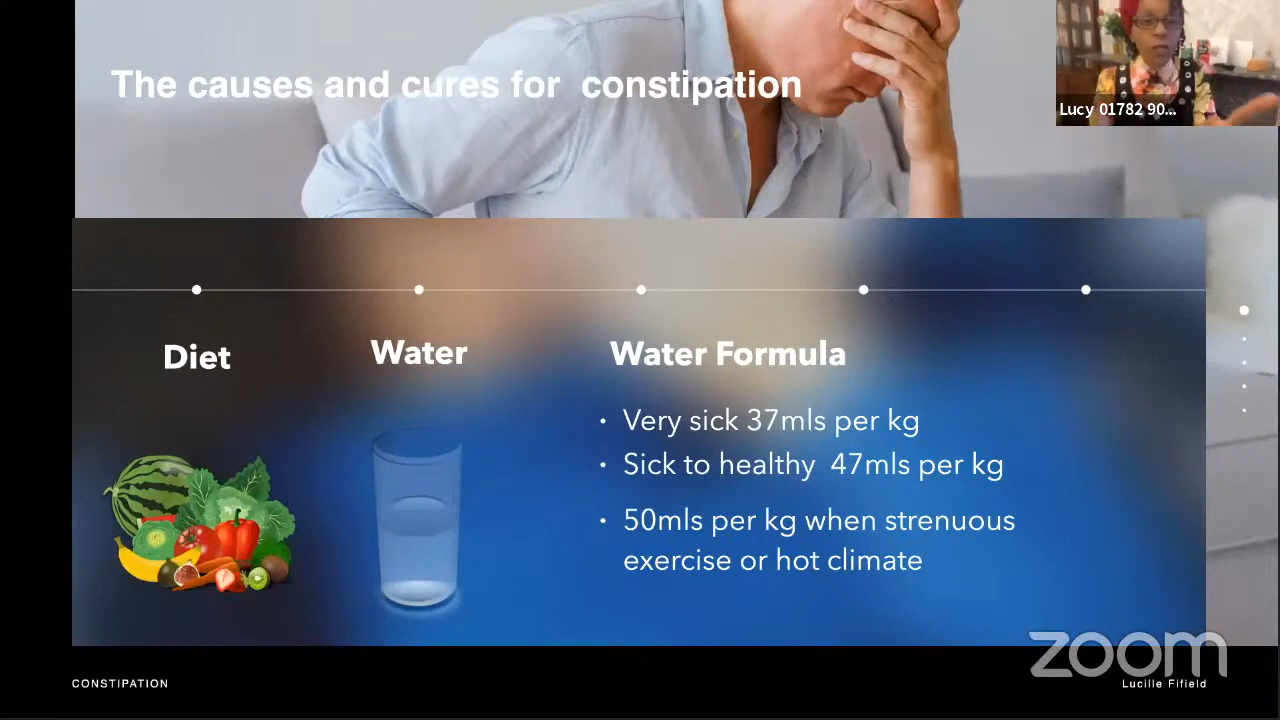 The causes and cures for constipation
Lucy 01782 90...
Diet
Water
Water Formula
• Very sick 37mls per kg
• Sick to healthy 47mls per kg
• 50mls per kg when strenuous
exercise or hot climate
zoom
CONSTIPATION
Lucille Fifield